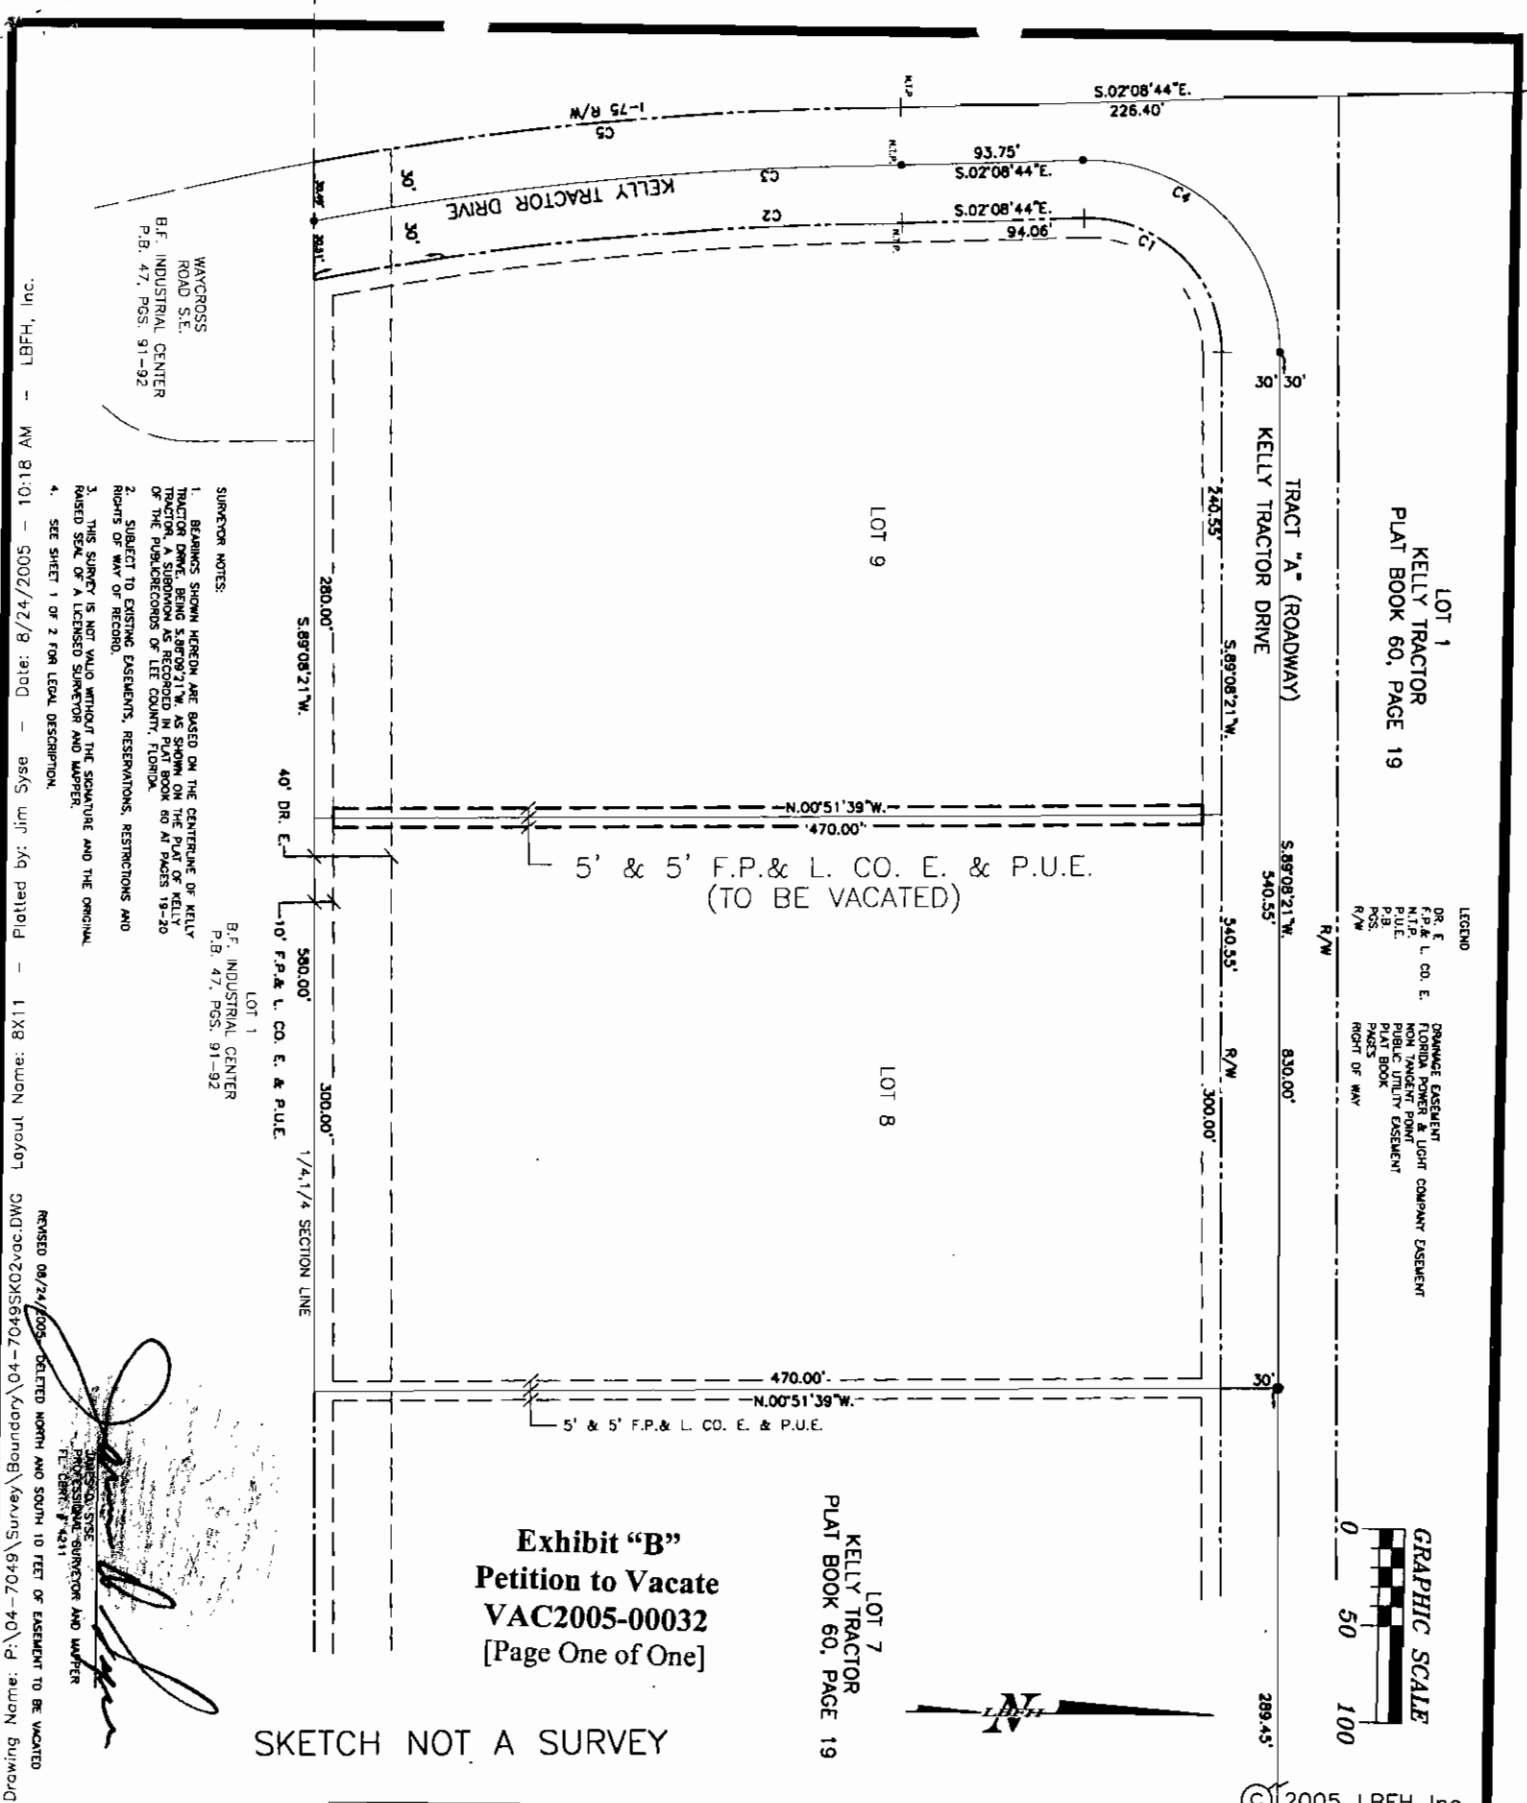 S.02°08'44"E.
226.40'
N.T.P.
I-75 R/W
C5
93.75'
S.02°08'44"E.
N.T.P.
C3
C4
KELLY TRACTOR DRIVE
30'
30'
C2
S.02°08'44"E.
94.06'
N.T.P.
C1
30.51'
WAYCROSS
ROAD S.E.
B.F. INDUSTRIAL CENTER
P.B. 47, PGS. 91-92
30' 30'
TRACT "A" (ROADWAY)
KELLY TRACTOR DRIVE
240.55'
S.89°08'21"W.
LOT 1
KELLY TRACTOR
PLAT BOOK 60, PAGE 19
LOT 9
280.00'
S.89°08'21"W.
SURVEYOR NOTES:
1. BEARINGS SHOWN HEREON ARE BASED ON THE CENTERLINE OF KELLY
TRACTOR DRIVE, BEING S.88°09'21"W. AS SHOWN ON THE PLAT OF KELLY
TRACTOR, A SUBDIVISION AS RECORDED IN PLAT BOOK 60 AT PAGES 19-20
OF THE PUBLICRECORDS OF LEE COUNTY, FLORIDA.
2. SUBJECT TO EXISTING EASEMENTS, RESERVATIONS, RESTRICTIONS AND
RIGHTS OF WAY OF RECORD.
3. THIS SURVEY IS NOT VALID WITHOUT THE SIGNATURE AND THE ORIGINAL
RAISED SEAL OF A LICENSED SURVEYOR AND MAPPER.
4. SEE SHEET 1 OF 2 FOR LEGAL DESCRIPTION.
N.00°51'39"W.
470.00'
5' & 5' F.P.& L. CO. E. & P.U.E.
(TO BE VACATED)
40' DR. E.
10' F.P.& L. CO. E. & P.U.E.
580.00'
300.00'
1/4,1/4 SECTION LINE
LOT 1
B.F. INDUSTRIAL CENTER
P.B. 47, PGS. 91-92
S.89°08'21"W.
540.55'
540.55'
R/W
R/W
830.00'
300.00'
LOT 8
LEGEND
DR. E. DRAINAGE EASEMENT
F.P.& L. CO. E. FLORIDA POWER & LIGHT COMPANY EASEMENT
N.T.P. NON TANGENT POINT
P.U.E. PUBLIC UTILITY EASEMENT
P.B. PLAT BOOK
PGS. PAGES
R/W RIGHT OF WAY
470.00'
N.00°51'39"W.
30'
5' & 5' F.P.& L. CO. E. & P.U.E.
LOT 7
KELLY TRACTOR
PLAT BOOK 60, PAGE 19
Exhibit “B”
Petition to Vacate
VAC2005-00032
[Page One of One]
GRAPHIC SCALE
0 50 100
289.45'
N
LBFH
SKETCH NOT A SURVEY
JAMES D. SYSE
PROFESSIONAL SURVEYOR AND MAPPER
FL. CERT. # 4211
REVISED 08/24/2005- DELETED NORTH AND SOUTH 10 FEET OF EASEMENT TO BE VACATED
Drawing Name: P:\04-7049\Survey\Boundary\04-7049SK02vac.DWG Layout Name: 8X11 - Plotted by: Jim Syse - Date: 8/24/2005 - 10:18 AM - LBFH, Inc.
© 2005 LBFH, Inc.